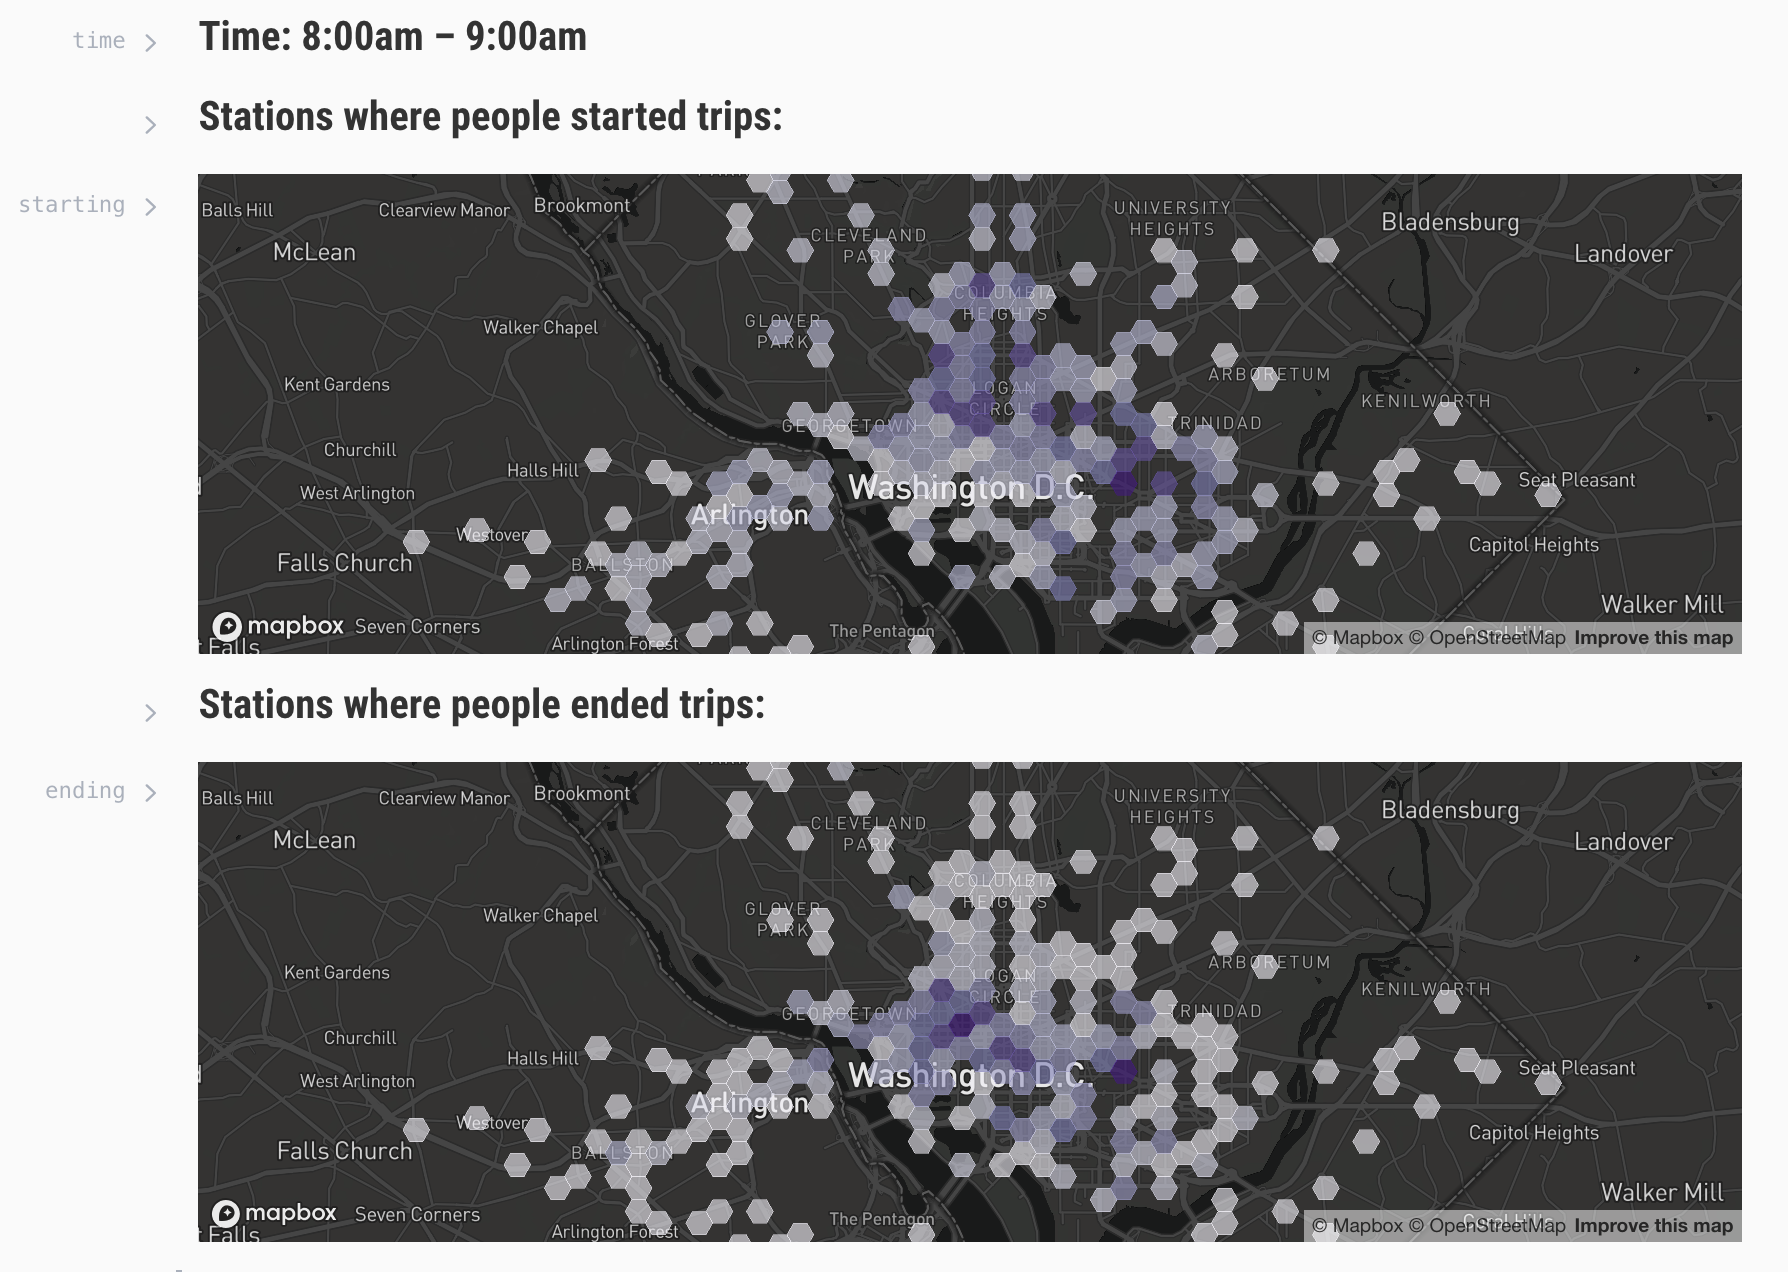 time
Time: 8:00am – 9:00am
Stations where people started trips:
starting
Balls Hill
Clearview Manor
Brookmont
UNIVERSITY
HEIGHTS
Bladensburg
McLean
CLEVELAND
PARK
Landover
COLUMBIA
HEIGHTS
Walker Chapel
GLOVER
PARK
Kent Gardens
LOGAN
CIRCLE
ARBORETUM
KENILWORTH
GEORGETOWN
TRINIDAD
Churchill
Halls Hill
West Arlington
Washington D.C.
Seat Pleasant
Arlington
Westover
Capitol Heights
Falls Church
BALLSTON
Walker Mill
mapbox
Seven Corners
The Pentagon
Arlington Forest
t Falls
© Mapbox © OpenStreetMap Improve this map
Stations where people ended trips:
ending
Balls Hill
Clearview Manor
Brookmont
UNIVERSITY
HEIGHTS
Bladensburg
McLean
CLEVELAND
PARK
Landover
COLUMBIA
HEIGHTS
Walker Chapel
GLOVER
PARK
Kent Gardens
LOGAN
CIRCLE
ARBORETUM
KENILWORTH
GEORGETOWN
TRINIDAD
Churchill
Halls Hill
West Arlington
Washington D.C.
Seat Pleasant
Arlington
Westover
Capitol Heights
Falls Church
BALLSTON
Walker Mill
mapbox
Seven Corners
The Pentagon
Arlington Forest
t Falls
© Mapbox © OpenStreetMap Improve this map